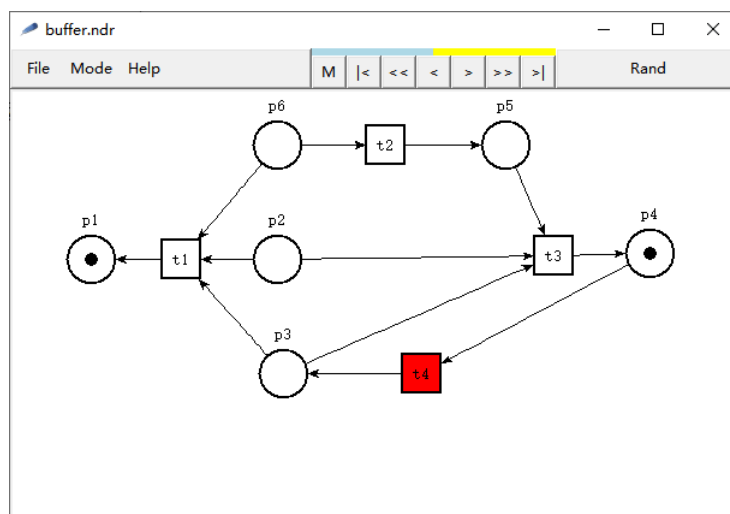 buffer.ndr
File Mode Help M |< << < > >> >| Rand
p6 p5
t2
p1 p2 p4
t1 t3
p3
t4